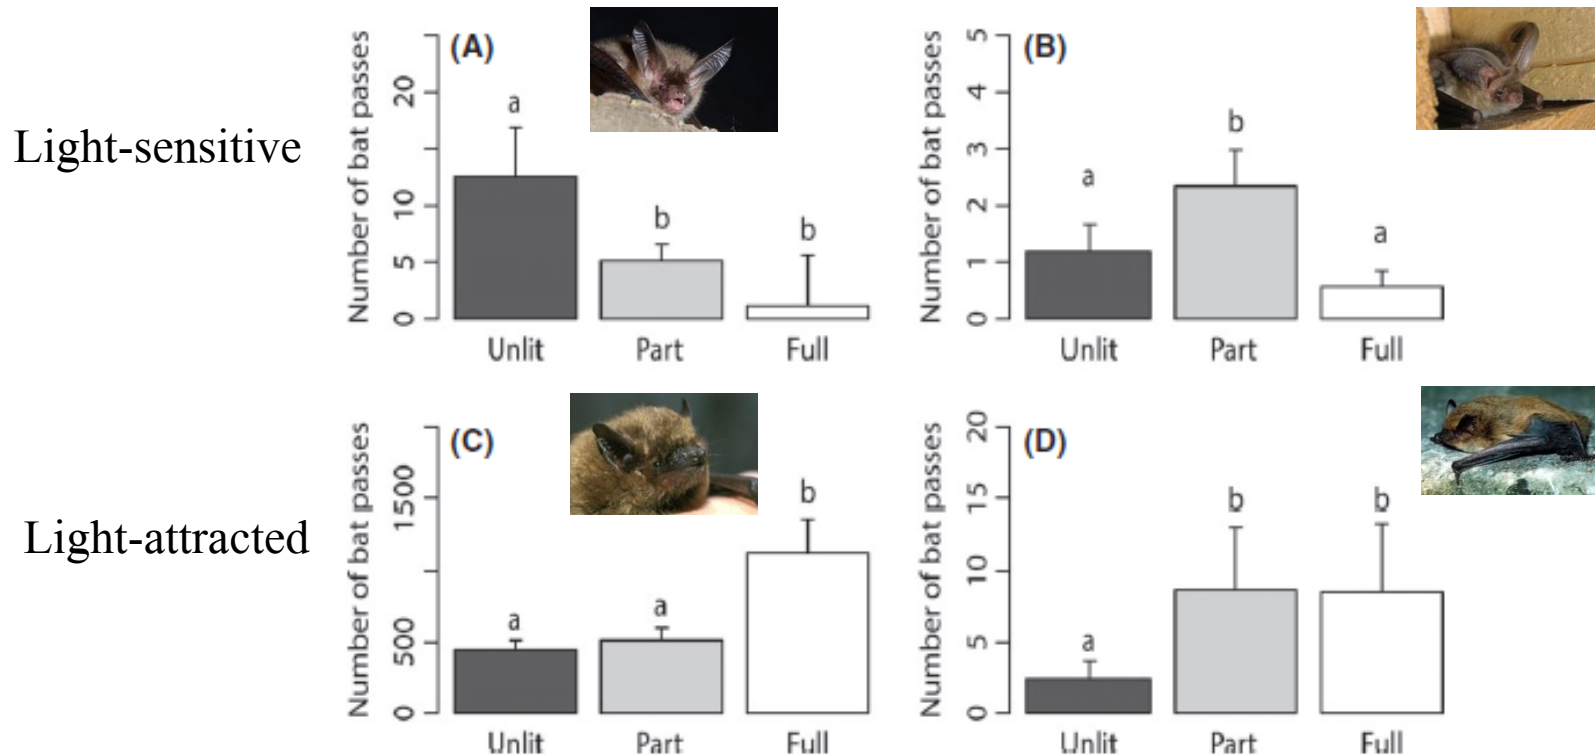 Light-sensitive
(A)
Number of bat passes
20
10
5
0
a
b
b
Unlit
Part
Full
(B)
Number of bat passes
5
4
3
2
1
0
a
b
a
Unlit
Part
Full
Light-attracted
(C)
Number of bat passes
1500
500
0
a
a
b
Unlit
Part
Full
(D)
Number of bat passes
20
15
10
5
0
a
b
b
Unlit
Part
Full